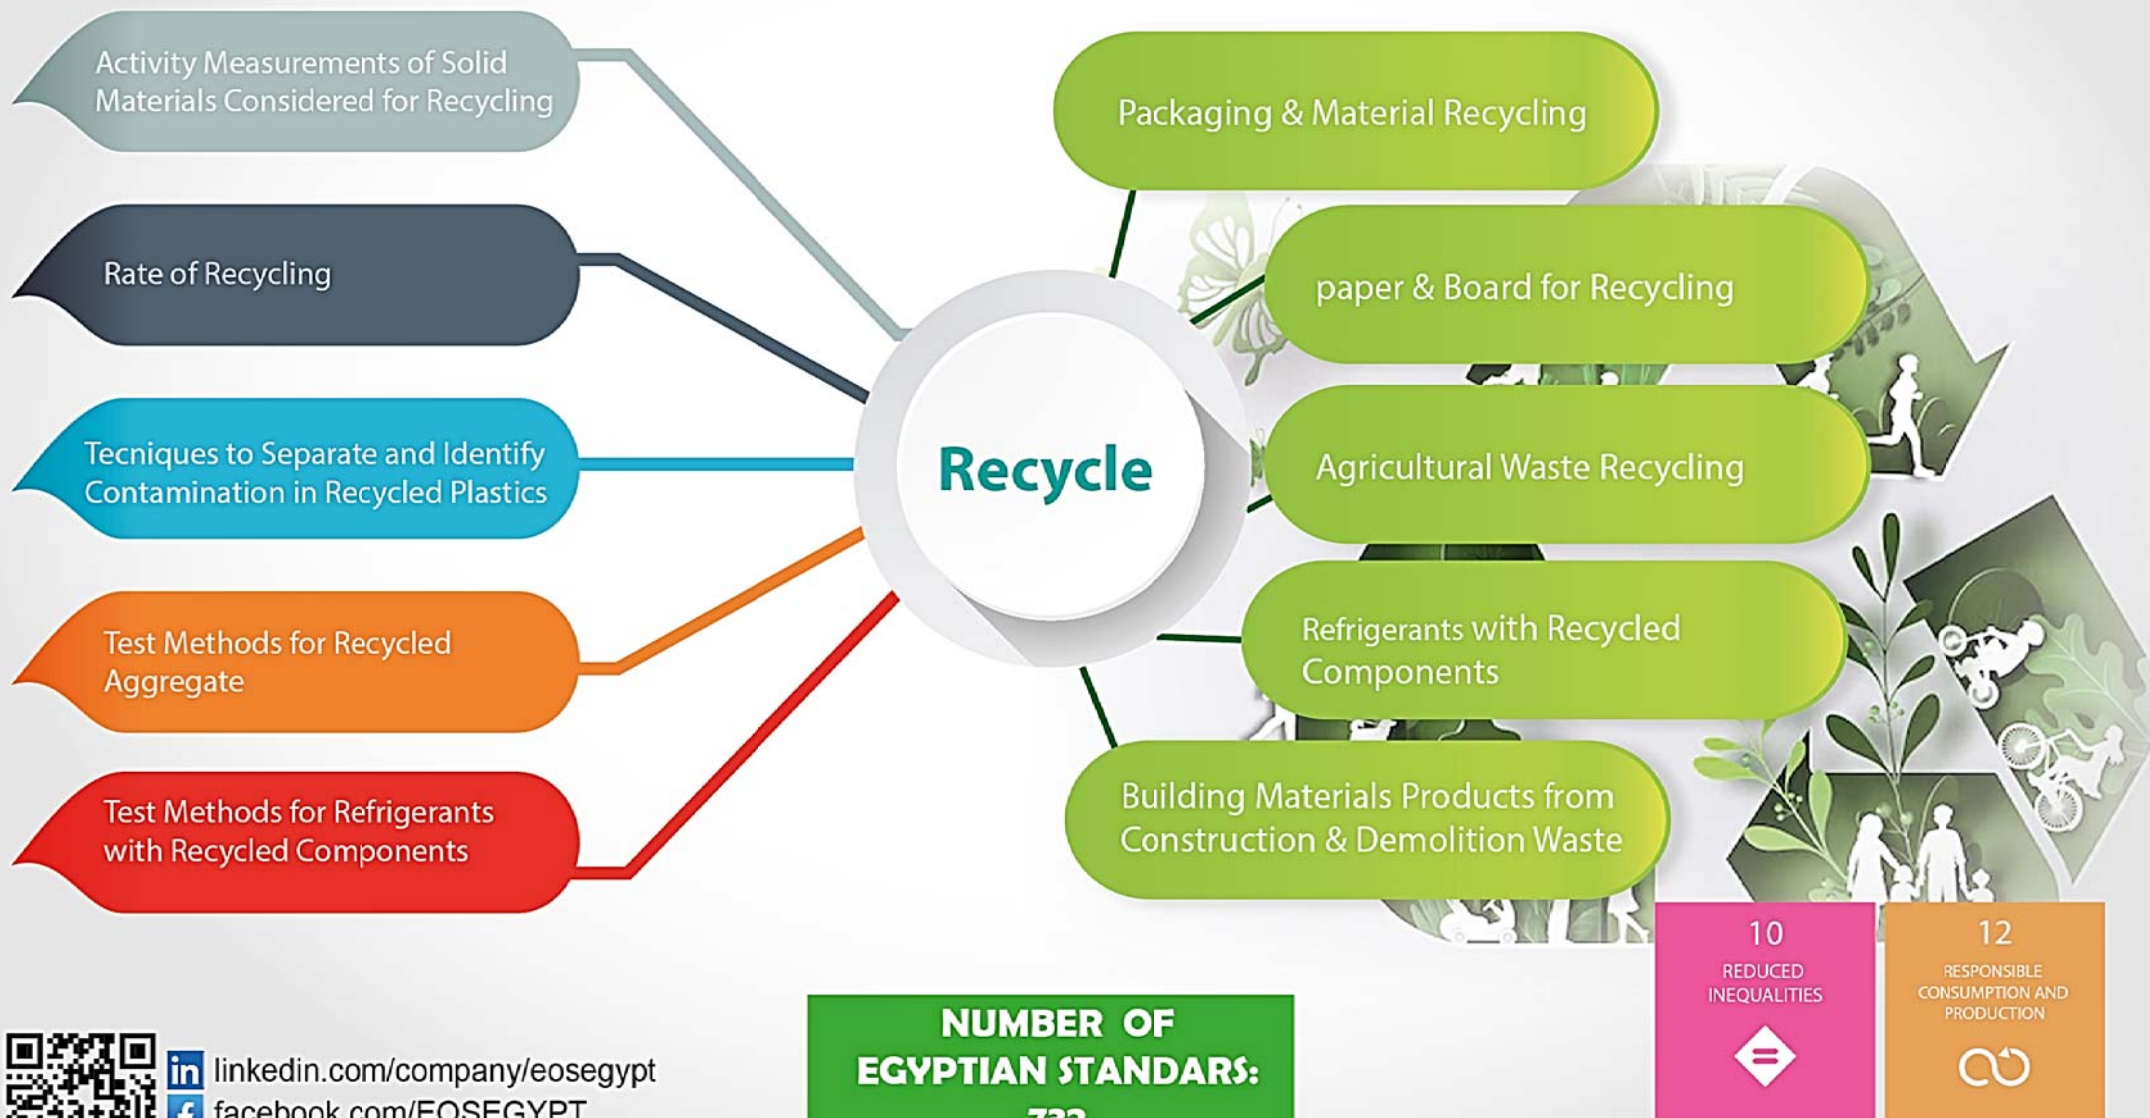 Activity Measurements of Solid
Materials Considered for Recycling
Rate of Recycling
Tecniques to Separate and Identify
Contamination in Recycled Plastics
Test Methods for Recycled
Aggregate
Test Methods for Refrigerants
with Recycled Components
Recycle
Packaging & Material Recycling
paper & Board for Recycling
Agricultural Waste Recycling
Refrigerants with Recycled
Components
Building Materials Products from
Construction & Demolition Waste
10
REDUCED
INEQUALITIES
12
RESPONSIBLE
CONSUMPTION AND
PRODUCTION
NUMBER OF
EGYPTIAN STANDARS:
in linkedin.com/company/eosegypt
f facebook.com/EOSEGYPT